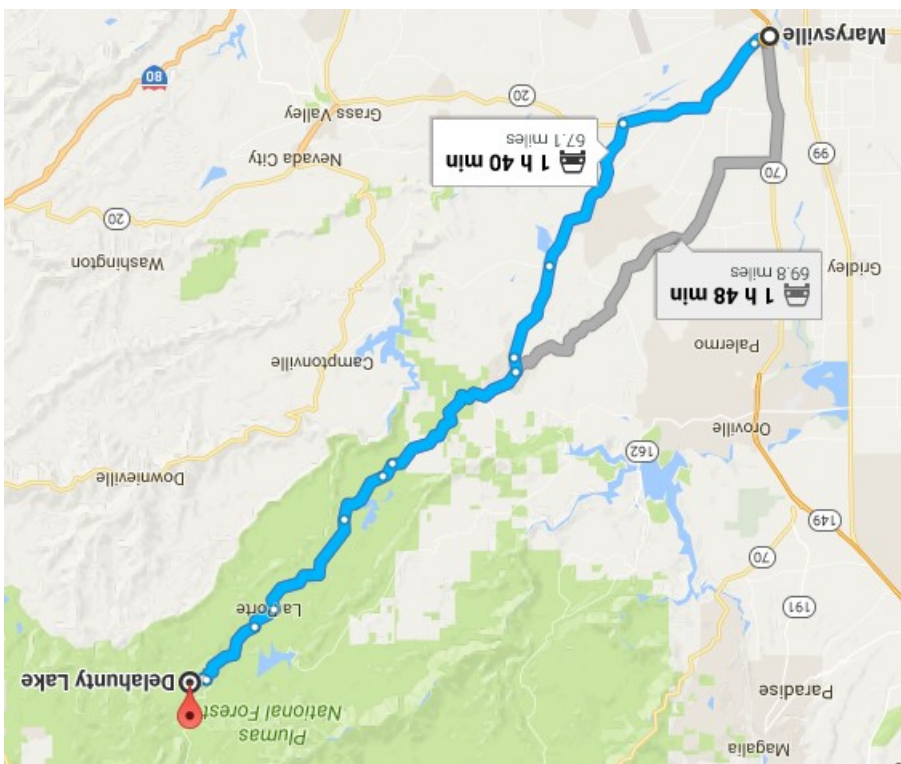 Magalia
Plumas
National Forest
Paradise
Delahunty Lake
191
La Porte
70
149
Downieville
162
Oroville
Camptonville
Palermo
1 h 48 min
69.8 miles
Gridley
Washington
20
70
99
1 h 40 min
67.1 miles
Nevada City
Grass Valley
20
80
Marysville